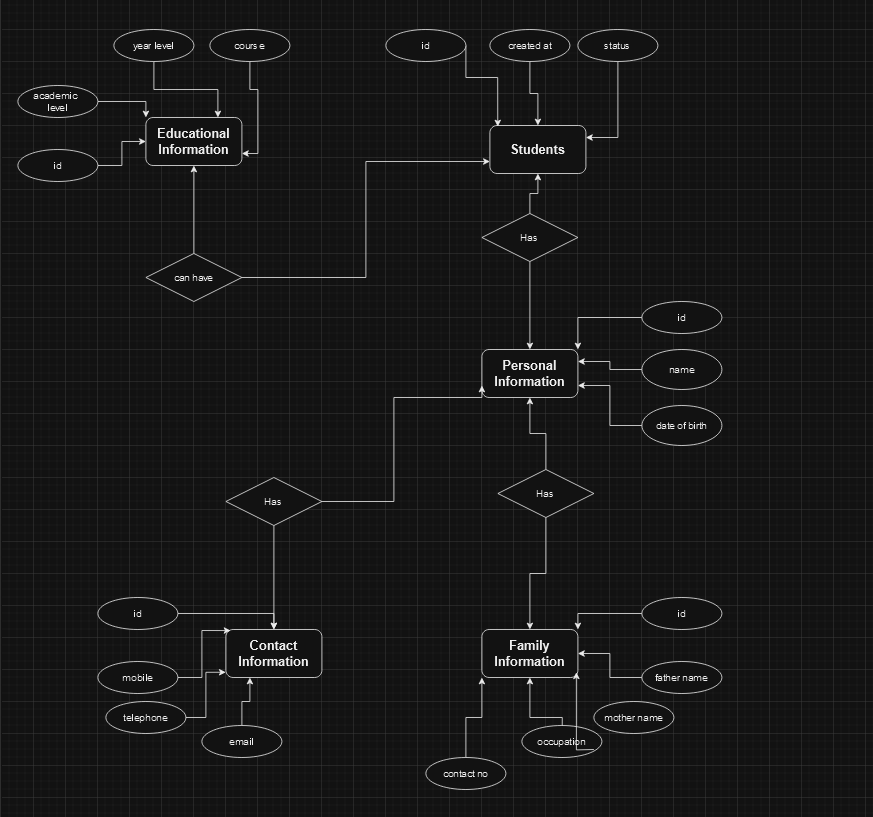 year level
course
id
created at
status
academic
level
Educational
Information
Students
id
Has
can have
id
Personal
Information
name
date of birth
Has
Has
id
id
Contact
Information
Family
Information
mobile
father name
telephone
mother name
email
occupation
contact no